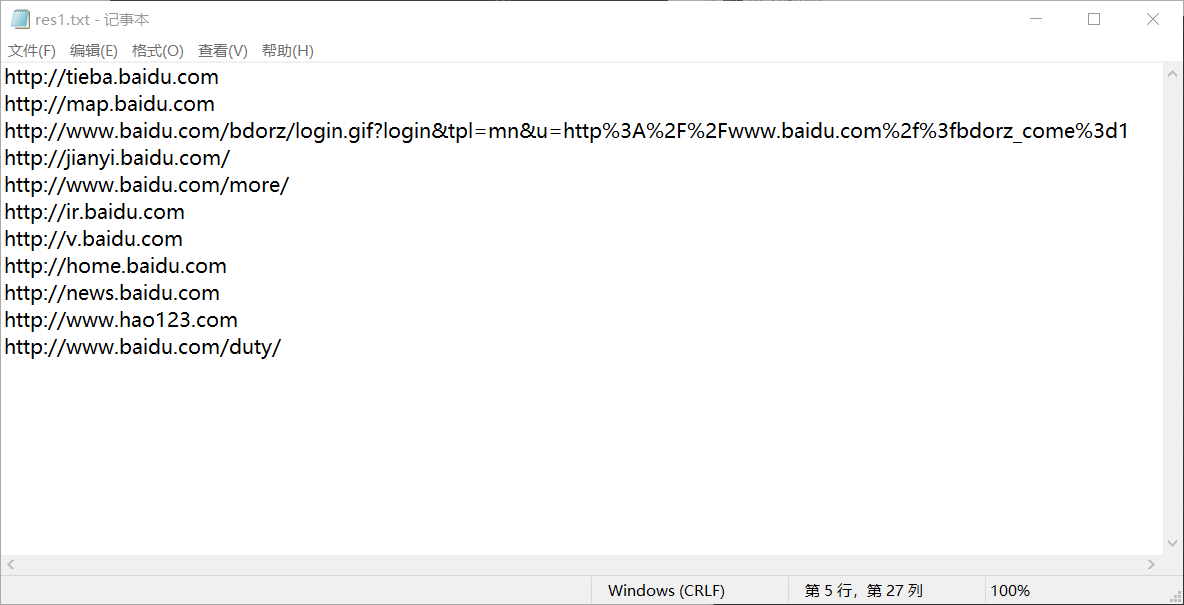 res1.txt - 记事本
文件(F) 编辑(E) 格式(O) 查看(V) 帮助(H)
http://tieba.baidu.com
http://map.baidu.com
http://www.baidu.com/bdorz/login.gif?login&tpl=mn&u=http%3A%2F%2Fwww.baidu.com%2f%3fbdorz_come%3d1
http://jianyi.baidu.com/
http://www.baidu.com/more/
http://ir.baidu.com
http://v.baidu.com
http://home.baidu.com
http://news.baidu.com
http://www.hao123.com
http://www.baidu.com/duty/
Windows (CRLF) 第 5 行，第 27 列 100%